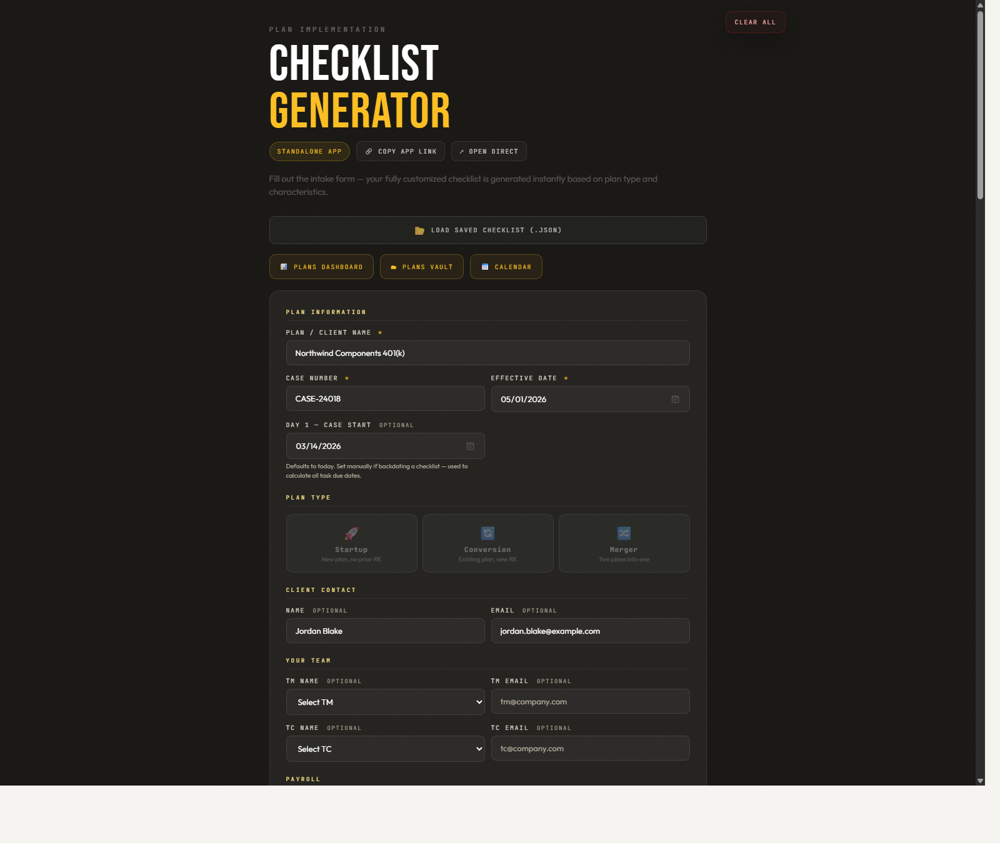 CLEAR ALL
PLAN IMPLEMENTATION
CHECKLIST
GENERATOR
STANDALONE APP
COPY APP LINK
↗ OPEN DIRECT
Fill out the intake form — your fully customized checklist is generated instantly based on plan type and
characteristics.
LOAD SAVED CHECKLIST (.JSON)
PLANS DASHBOARD
PLANS VAULT
CALENDAR
PLAN INFORMATION
PLAN / CLIENT NAME *
Northwind Components 401(k)
CASE NUMBER *
EFFECTIVE DATE *
CASE-24018
05/01/2026
DAY 1 — CASE START OPTIONAL
03/14/2026
Defaults to today. Set manually if backdating a checklist — used to
calculate all task due dates.
PLAN TYPE
Startup
New plan, no prior RK
Conversion
Existing plan, new RK
Merger
Two plans into one
CLIENT CONTACT
NAME OPTIONAL
EMAIL OPTIONAL
Jordan Blake
jordan.blake@example.com
YOUR TEAM
TM NAME OPTIONAL
TM EMAIL OPTIONAL
Select TM
tm@company.com
TC NAME OPTIONAL
TC EMAIL OPTIONAL
Select TC
tc@company.com
PAYROLL